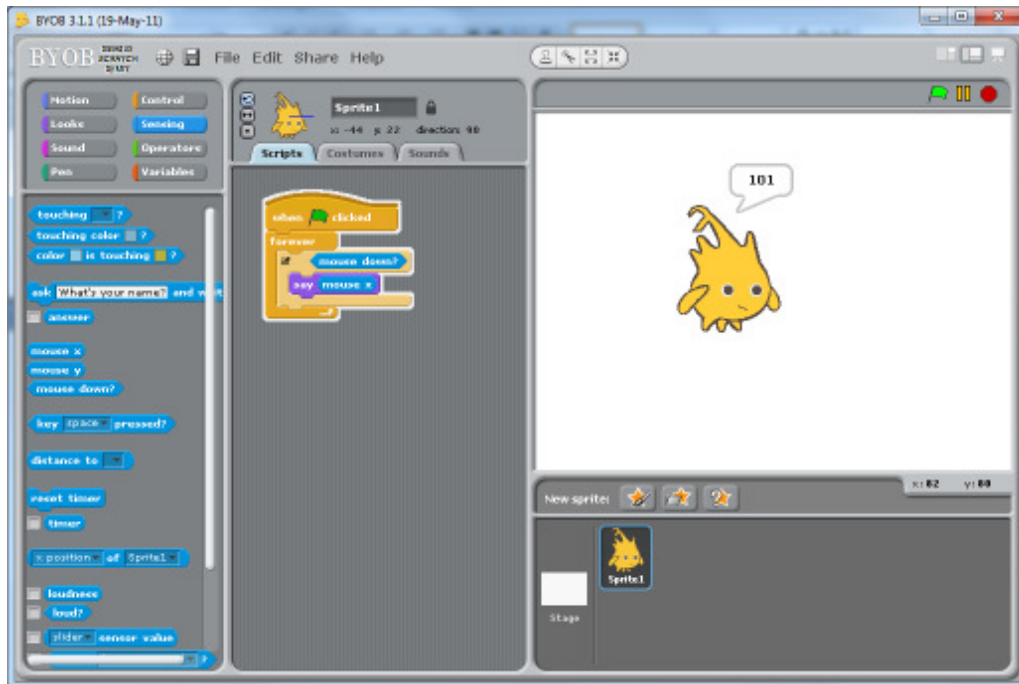 BYOB 3.1.1 (19-May-11)
BYOB
File Edit Share Help
Motion Control
Looks Sensing
Sound Operators
Pen Variables
Sprite1
x: -44 y: 22 direction: 90
Scripts Costumes Sounds
touching ?
touching color ?
color is touching ?
ask What's your name? and
answer
mouse x
mouse y
mouse down?
key space pressed?
distance to
reset timer
timer
x position of Sprite1
loudness
loud?
slider sensor value
?
when clicked
forever
if mouse down?
say mouse x
101
x: 82 y: 80
New sprite:
Sprite1
Stage